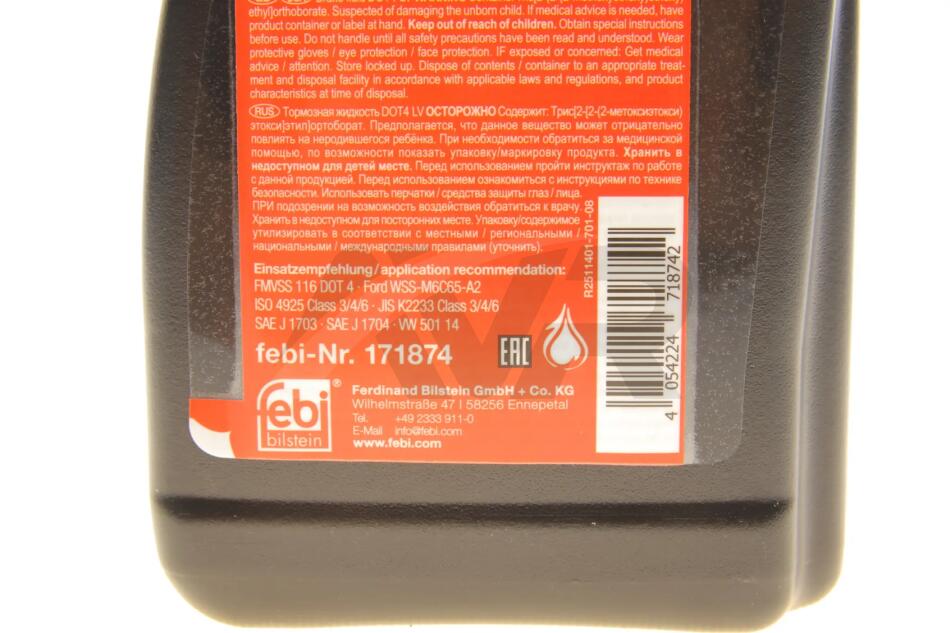 ethyl]orthoborate. Suspected of damaging the unborn child. If medical advice is needed, have
product container or label at hand. Keep out of reach of children. Obtain special instructions
before use. Do not handle until all safety precautions have been read and understood. Wear
protective gloves / eye protection / face protection. IF exposed or concerned: Get medical
advice / attention. Store locked up. Dispose of contents / container to an appropriate treat-
ment and disposal facility in accordance with applicable laws and regulations, and product
characteristics at time of disposal.
RUS Тормозная жидкость DOT4 LV ОСТОРОЖНО Содержит: Трис[2-[2-(2-метоксиэтокси)
этокси]этил]ортоборат. Предполагается, что данное вещество может отрицательно
повлиять на неродившегося ребёнка. При необходимости обратиться за медицинской
помощью, по возможности показать упаковку/маркировку продукта. Хранить в
недоступном для детей месте. Перед использованием пройти инструктаж по работе
с данной продукцией. Перед использованием ознакомиться с инструкциями по технике
безопасности. Использовать перчатки / средства защиты глаз / лица.
ПРИ подозрении на возможность воздействия обратиться к врачу.
Хранить в недоступном для посторонних месте. Упаковку/содержимое
утилизировать в соответствии с местными / региональными /
национальными / международными правилами (уточнить).
Einsatzempfehlung/application recommendation:
FMVSS 116 DOT 4 · Ford WSS-M6C65-A2
ISO 4925 Class 3/4/6 · JIS K2233 Class 3/4/6
SAE J 1703 · SAE J 1704 · VW 501 14
febi-Nr. 171874
EAC
R2511401-701-08
4 054224 718742
febi®
bilstein
Ferdinand Bilstein GmbH + Co. KG
Wilhelmstraße 47 | 58256 Ennepetal
Tel. +49 2333 911-0
E-Mail info@febi.com
www.febi.com